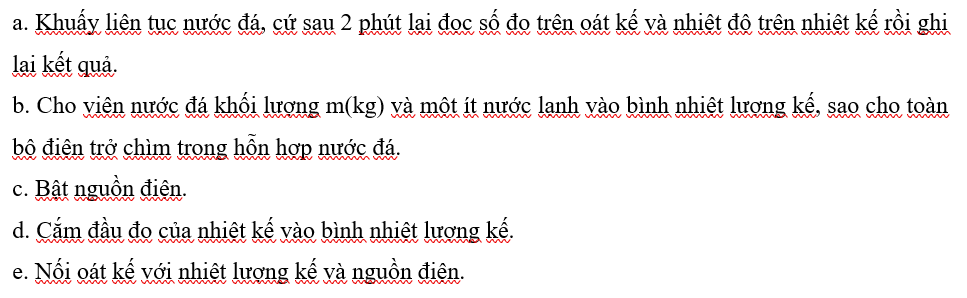 a. Khuấy liên tục nước đá, cứ sau 2 phút lại đọc số đo trên oát kế và nhiệt độ trên nhiệt kế rồi ghi
lại kết quả.
b. Cho viên nước đá khối lượng m(kg) và một ít nước lạnh vào bình nhiệt lượng kế, sao cho toàn
bộ điện trở chìm trong hỗn hợp nước đá.
c. Bật nguồn điện.
d. Cắm đầu đo của nhiệt kế vào bình nhiệt lượng kế.
e. Nối oát kế với nhiệt lượng kế và nguồn điện.